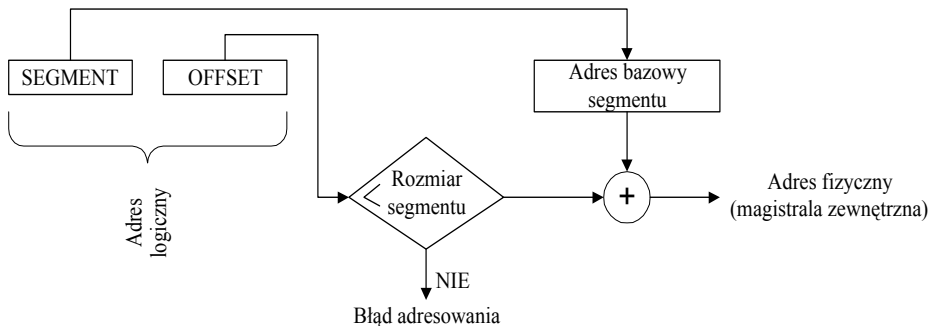 SEGMENT
OFFSET
Adres bazowy
segmentu
Adres
logiczny
< Rozmiar
segmentu
+
Adres fizyczny
(magistrala zewnętrzna)
NIE
Błąd adresowania